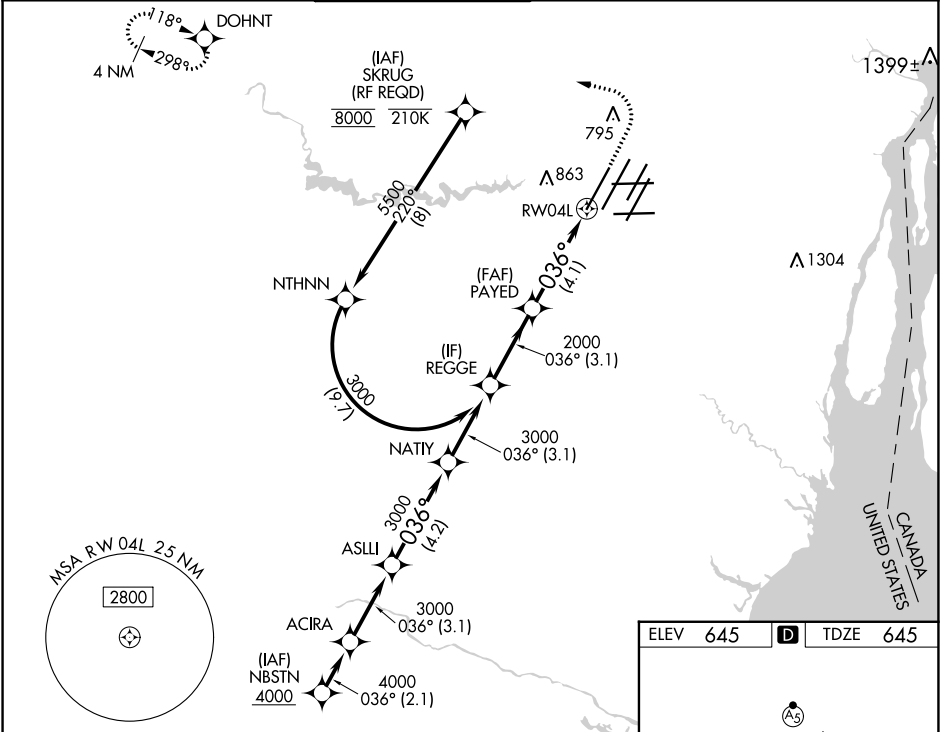 118°
DOHNT
298°
4 NM
(IAF)
SKRUG
(RF REQD)
8000 210K
1399±
795
863
RW04L
5500
220°
(8)
1304
NTHNN
(FAF)
PAYED
036°
(4.1)
2000
036° (3.1)
(IF)
REGGE
3000
(9.7)
3000
036° (3.1)
NATIY
3000
036°
(4.2)
ASLLI
CANADA
UNITED STATES
MSA RW 04L 25 NM
2800
3000
036° (3.1)
ACIRA
(IAF)
NBSTN
4000
4000
036° (2.1)
ELEV 645 D TDZE 645
A5